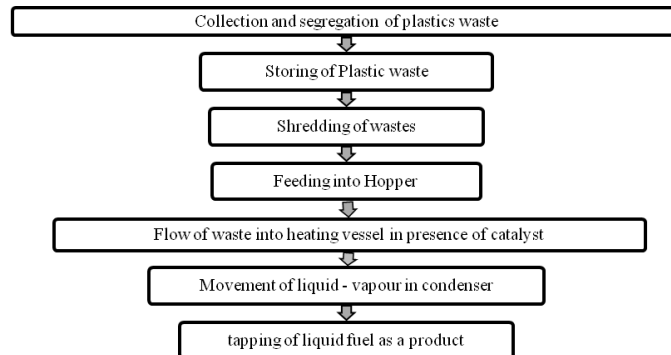 Collection and segregation of plastics waste
Storing of Plastic waste
Shredding of wastes
Feeding into Hopper
Flow of waste into heating vessel in presence of catalyst
Movement of liquid - vapour in condenser
tapping of liquid fuel as a product